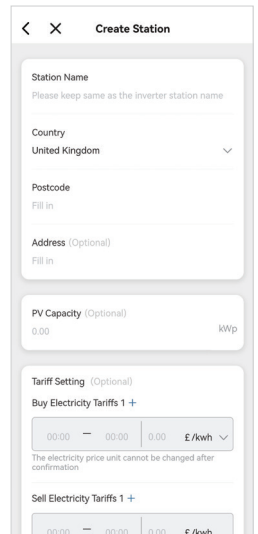 Create Station
Station Name
Please keep same as the inverter station name
Country
United Kingdom
Postcode
Fill in
Address (Optional)
Fill in
PV Capacity (Optional)
0.00 kWp
Tariff Setting (Optional)
Buy Electricity Tariffs 1 +
00:00 — 00:00 0.00 £/kwh
The electricity price unit cannot be changed after
confirmation
Sell Electricity Tariffs 1 +
00:00 — 00:00 0.00 £/kwh